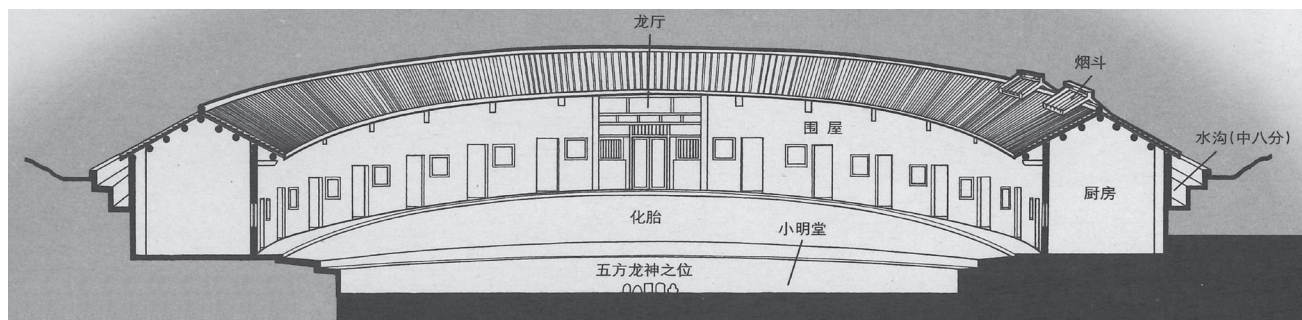 龙厅
烟斗
围屋
水沟(中八分)
厨房
化胎
小明堂
五方龙神之位